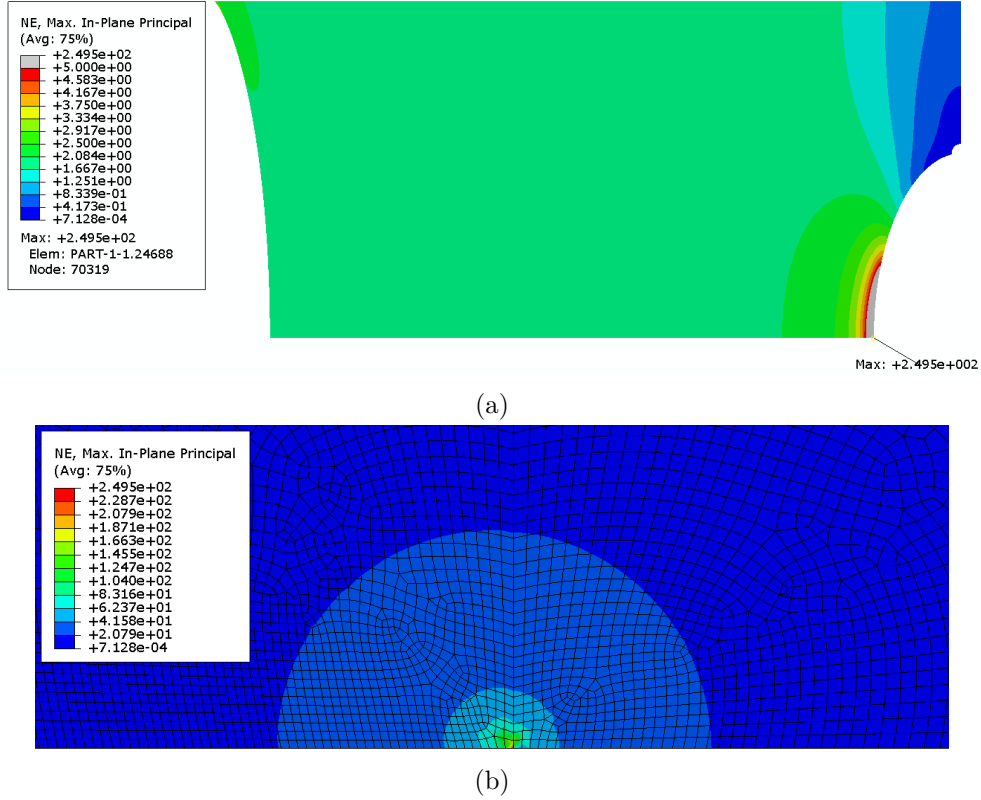 NE, Max. In-Plane Principal
(Avg: 75%)
+2.495e+02
+5.000e+00
+4.583e+00
+4.167e+00
+3.750e+00
+3.334e+00
+2.917e+00
+2.500e+00
+2.084e+00
+1.667e+00
+1.251e+00
+8.339e-01
+4.173e-01
+7.128e-04
Max: +2.495e+02
Elem: PART-1-1.24688
Node: 70319
Max: +2.495e+002
(a)
NE, Max. In-Plane Principal
(Avg: 75%)
+2.495e+02
+2.287e+02
+2.079e+02
+1.871e+02
+1.663e+02
+1.455e+02
+1.247e+02
+1.040e+02
+8.316e+01
+6.237e+01
+4.158e+01
+2.079e+01
+7.128e-04
(b)